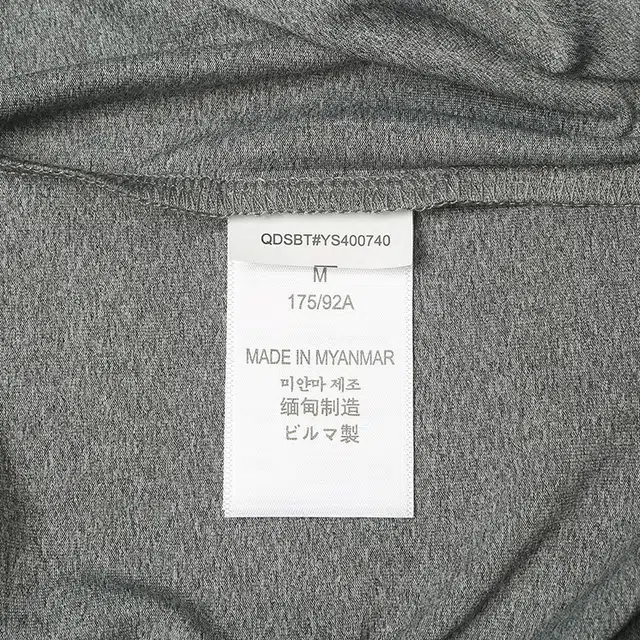 QDSBT#YS400740
M
175/92A
MADE IN MYANMAR
미얀마 제조
缅甸制造
ビルマ製